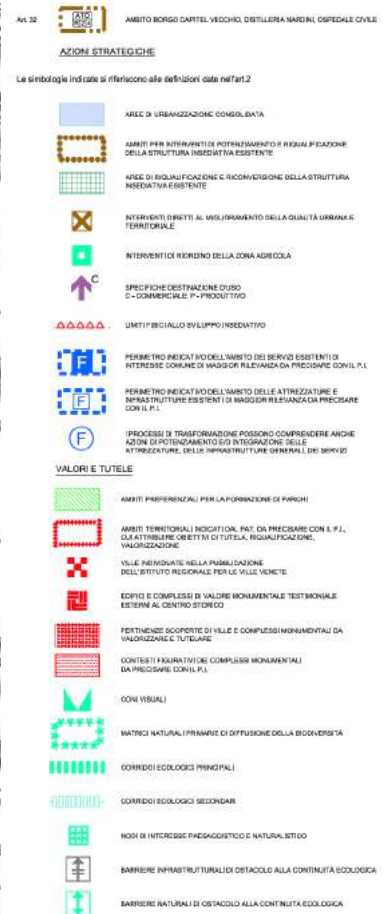 Art. 32
ATO
R02.4
AMBITO BORGO CAPITEL VECCHIO, DISTILLERIA NARDINI, OSPEDALE CIVILE
AZIONI STRATEGICHE
Le simbologie indicate si riferiscono alle definizioni date nell'art.2
AREE DI URBANIZZAZIONE CONSOLIDATA
AMBITI PER INTERVENTI DI POTENZIAMENTO E RIQUALIFICAZIONE
DELLA STRUTTURA INSEDIATIVA ESISTENTE
AREE DI RIQUALIFICAZIONE E RICONVERSIONE DELLA STRUTTURA
INSEDIATIVA ESISTENTE
INTERVENTI DIRETTI AL MIGLIORAMENTO DELLA QUALITÀ URBANA E
TERRITORIALE
INTERVENTI DI RIORDINO DELLA ZONA AGRICOLA
C
SPECIFICHE DESTINAZIONE D'USO
C - COMMERCIALE; P - PRODUTTIVO
LIMITI FISICI ALLO SVILUPPO INSEDIATIVO
F
PERIMETRO INDICATIVO DELL'AMBITO DEI SERVIZI ESISTENTI DI
INTERESSE COMUNE DI MAGGIOR RILEVANZA DA PRECISARE CON IL P.I.
F
PERIMETRO INDICATIVO DELL'AMBITO DELLE ATTREZZATURE E
INFRASTRUTTURE ESISTENTI DI MAGGIOR RILEVANZA DA PRECISARE
CON IL P.I.
F
I PROCESSI DI TRASFORMAZIONE POSSONO COMPRENDERE ANCHE
AZIONI DI POTENZIAMENTO E/O INTEGRAZIONE DELLE
ATTREZZATURE, DELLE INFRASTRUTTURE GENERALI, DEI SERVIZI
VALORI E TUTELE
AMBITI PREFERENZIALI PER LA FORMAZIONE DI PARCHI
AMBITI TERRITORIALI INDICATI DAL PAT, DA PRECISARE CON IL P.I.,
CUI ATTRIBUIRE OBIETTIVI DI TUTELA, RIQUALIFICAZIONE,
VALORIZZAZIONE
VILLE INDIVIDUATE NELLA PUBBLICAZIONE
DELL'ISTITUTO REGIONALE PER LE VILLE VENETE
EDIFICI E COMPLESSI DI VALORE MONUMENTALE TESTIMONIALE
ESTERNI AL CENTRO STORICO
PERTINENZE SCOPERTE DI VILLE E COMPLESSI MONUMENTALI DA
VALORIZZARE E TUTELARE
CONTESTI FIGURATIVI DEI COMPLESSI MONUMENTALI
DA PRECISARE CON IL P.I.
CONI VISUALI
MATRICI NATURALI PRIMARIE DI DIFFUSIONE DELLA BIODIVERSITÀ
CORRIDOI ECOLOGICI PRINCIPALI
CORRIDOI ECOLOGICI SECONDARI
NODI DI INTERESSE PAESAGGISTICO E NATURALISTICO
BARRIERE INFRASTRUTTURALI DI OSTACOLO ALLA CONTINUITÀ ECOLOGICA
BARRIERE NATURALI DI OSTACOLO ALLA CONTINUITÀ ECOLOGICA